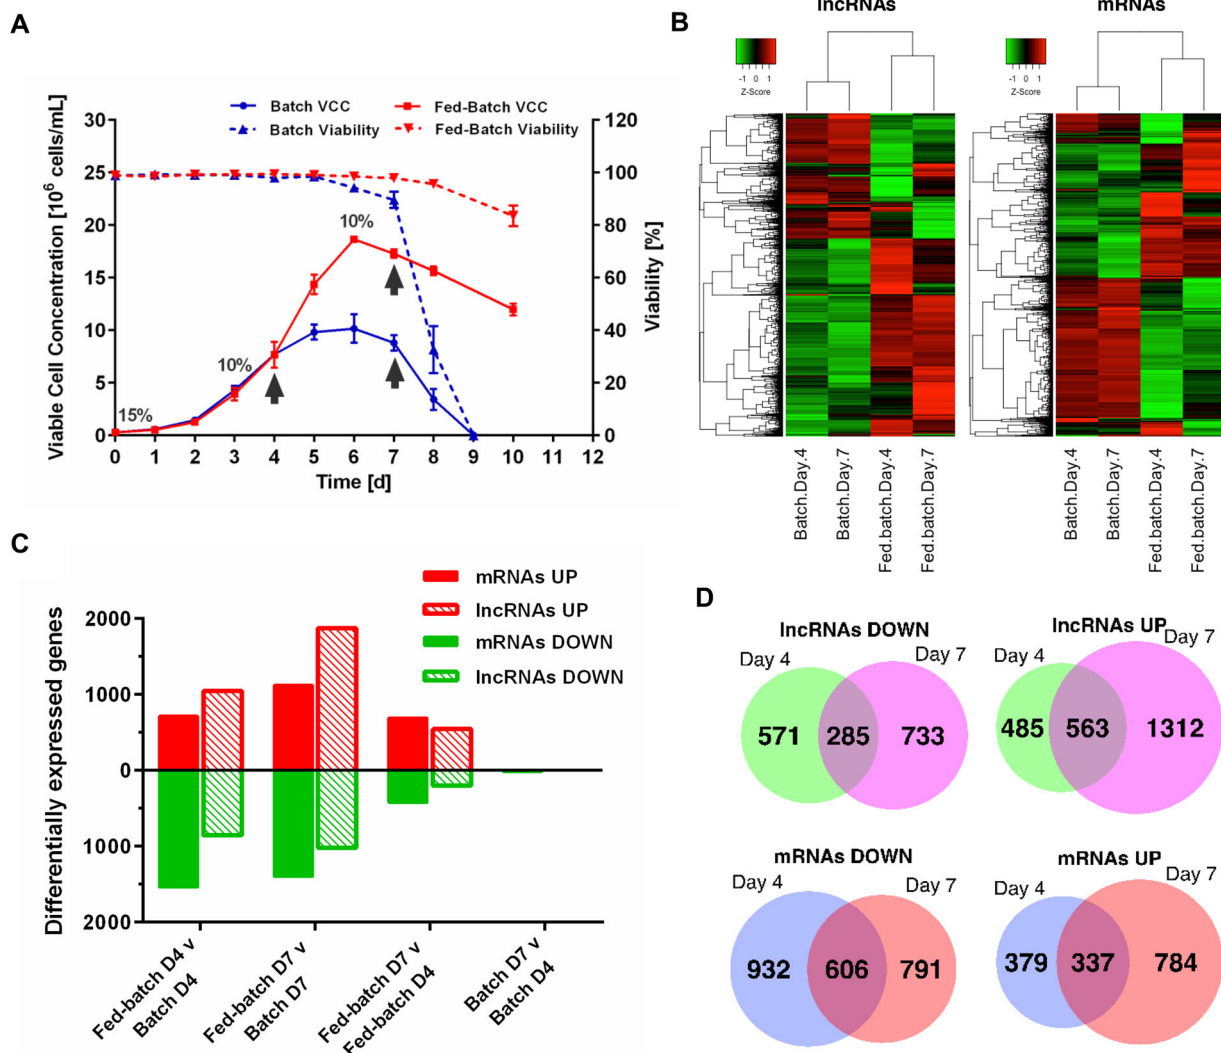 A
Batch VCC
Fed-Batch VCC
Batch Viability
Fed-Batch Viability
Viable Cell Concentration [10⁶ cells/mL]
30
25
20
15
10
5
0
120
100
80
60
40
20
0
Viability [%]
15%
10%
10%
0 1 2 3 4 5 6 7 8 9 10 11 12
Time [d]
B
lncRNAs
mRNAs
-1 0 1
Z-Score
-1 0 1
Z-Score
Batch.Day.4
Batch.Day.7
Fed.batch.Day.4
Fed.batch.Day.7
Batch.Day.4
Batch.Day.7
Fed.batch.Day.4
Fed.batch.Day.7
C
mRNAs UP
lncRNAs UP
mRNAs DOWN
lncRNAs DOWN
Differentially expressed genes
2000
1000
0
1000
2000
Fed-batch D4 v
Batch D4
Fed-batch D7 v
Batch D7
Fed-batch D7 v
Fed-batch D4
Batch D7 v
Batch D4
D
lncRNAs DOWN
Day 4
Day 7
571 285 733
lncRNAs UP
Day 4
Day 7
485 563 1312
mRNAs DOWN
Day 4
Day 7
932 606 791
mRNAs UP
Day 4
Day 7
379 337 784